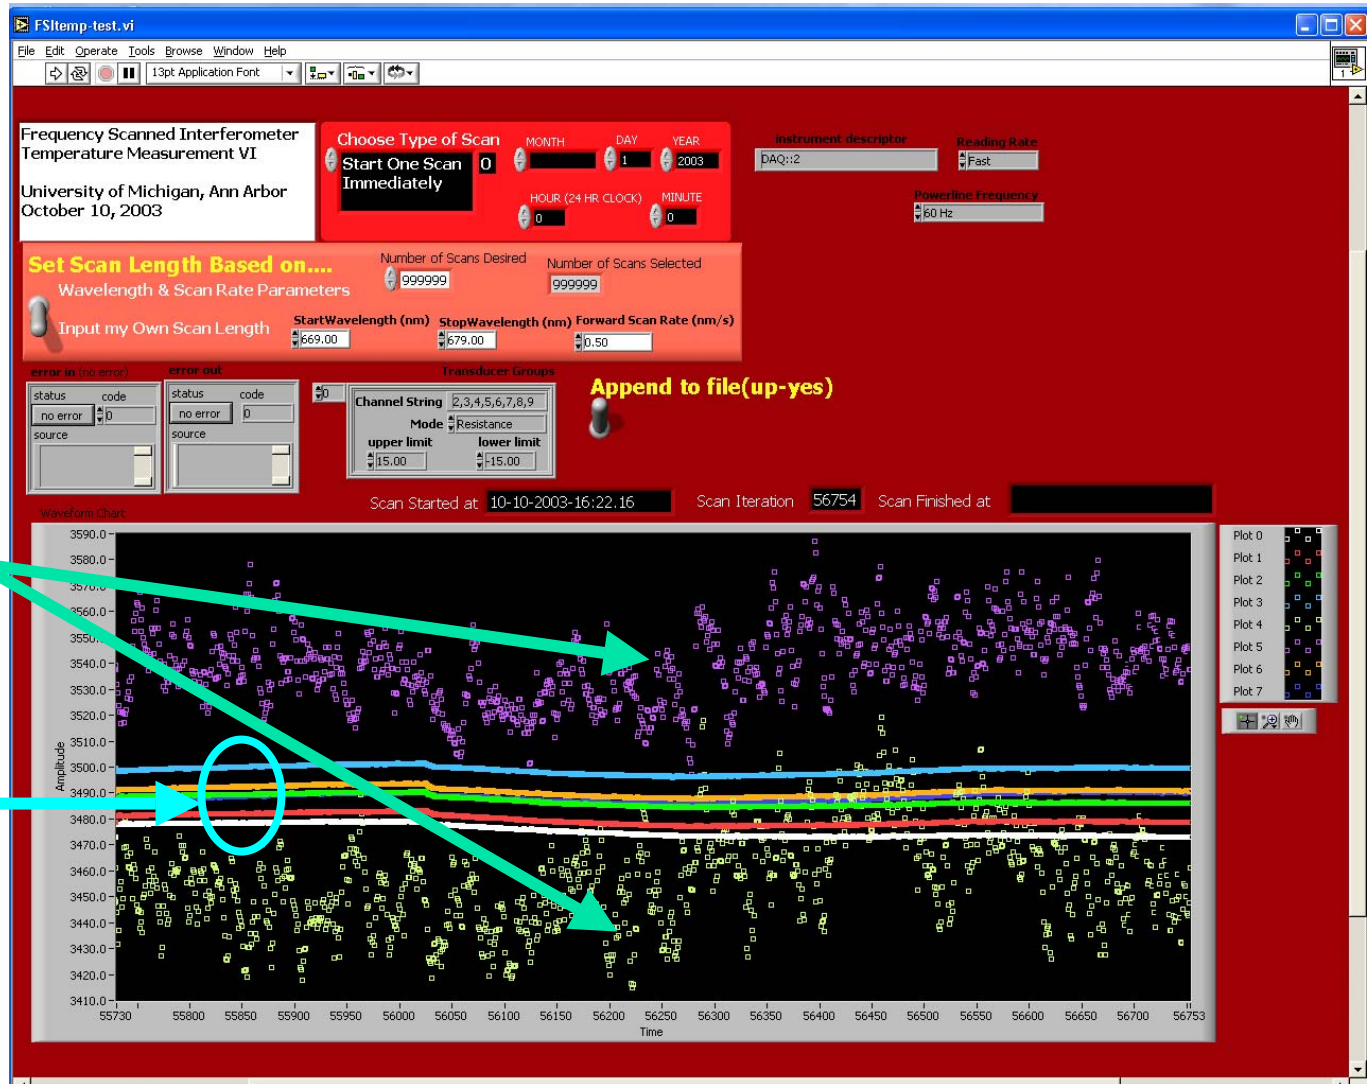 FSItemp-test.vi
File Edit Operate Tools Browse Window Help
13pt Application Font
1
Frequency Scanned Interferometer
Temperature Measurement VI
University of Michigan, Ann Arbor
October 10, 2003
Choose Type of Scan
Start One Scan
Immediately
0
MONTH DAY YEAR
1 2003
HOUR (24 HR CLOCK) MINUTE
0 0
instrument descriptor
DAQ::2
Reading Rate
Fast
Powerline Frequency
60 Hz
Set Scan Length Based on....
Wavelength & Scan Rate Parameters
Input my Own Scan Length
Number of Scans Desired
999999
Number of Scans Selected
999999
StartWavelength (nm) StopWavelength (nm) Forward Scan Rate (nm/s)
669.00 679.00 0.50
error in (no error)
status code
no error 0
source
error out
status code
no error 0
source
Transducer Groups
0
Channel String 2,3,4,5,6,7,8,9
Mode Resistance
upper limit lower limit
15.00 -15.00
Append to file(up-yes)
Scan Started at 10-10-2003-16:22.16 Scan Iteration 56754 Scan Finished at
Waveform Chart
3590.0
3580.0
3560.0
3540.0
3530.0
3520.0
3510.0
3500.0
3490.0
3480.0
3470.0
3460.0
3450.0
3440.0
3430.0
3420.0
3410.0
Amplitude
55730 55800 55850 55900 55950 56000 56050 56100 56150 56200 56250 56300 56350 56400 56450 56500 56550 56600 56650 56700 56753
Time
Plot 0
Plot 1
Plot 2
Plot 3
Plot 4
Plot 5
Plot 6
Plot 7